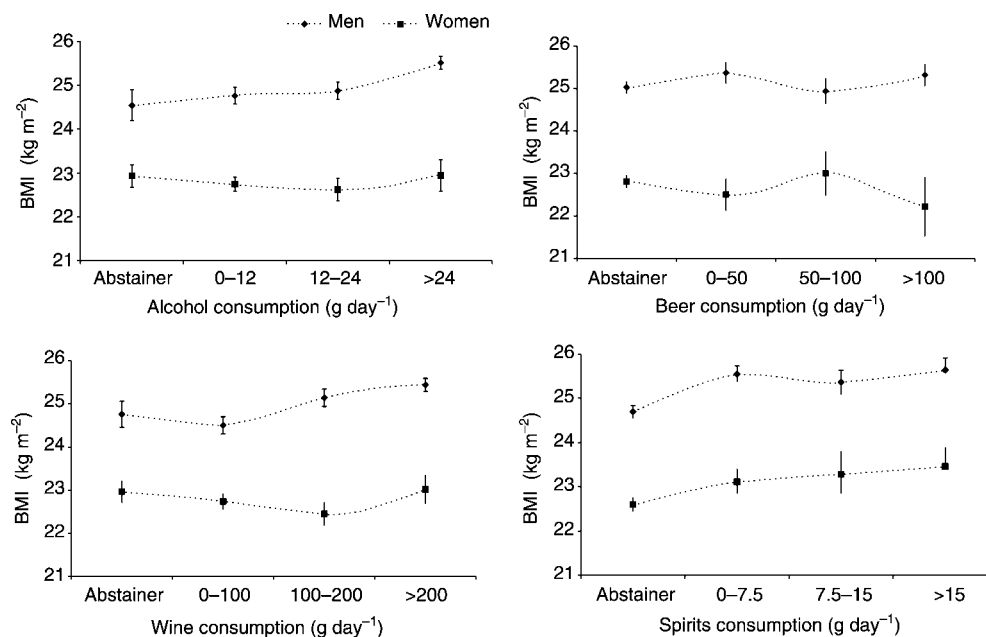 Men Women
26
25
24
23
22
21
BMI (kg m⁻²)
Abstainer 0–12 12–24 >24
Alcohol consumption (g day⁻¹)
26
25
24
23
22
21
BMI (kg m⁻²)
Abstainer 0–50 50–100 >100
Beer consumption (g day⁻¹)
26
25
24
23
22
21
BMI (kg m⁻²)
Abstainer 0–100 100–200 >200
Wine consumption (g day⁻¹)
26
25
24
23
22
21
BMI (kg m⁻²)
Abstainer 0–7.5 7.5–15 >15
Spirits consumption (g day⁻¹)